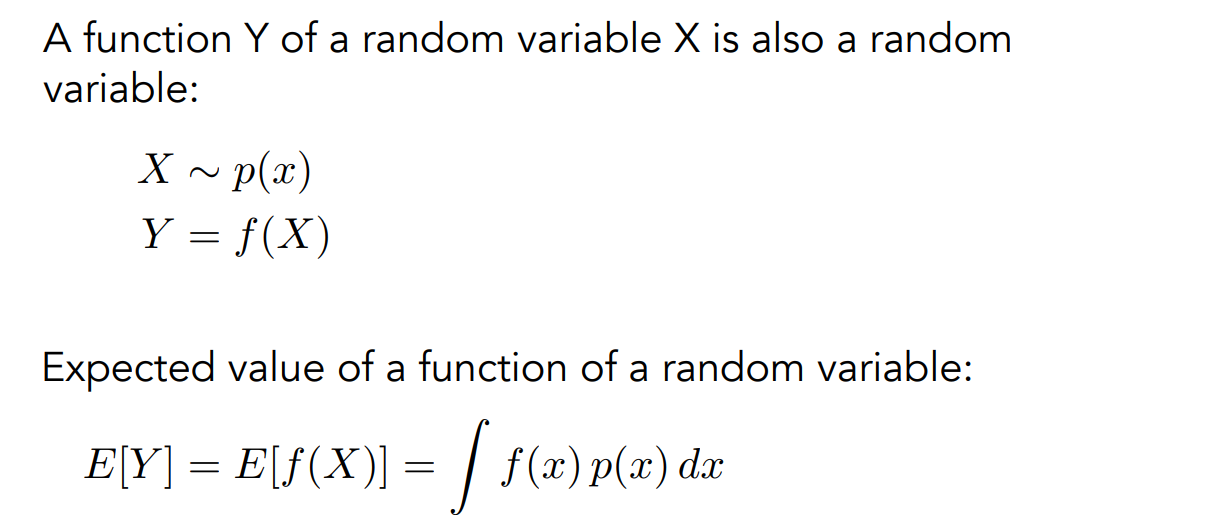 A function Y of a random variable X is also a random
variable:
X ∼ p(x)
Y = f(X)
Expected value of a function of a random variable:
E[Y] = E[f(X)] = ∫ f(x) p(x) dx